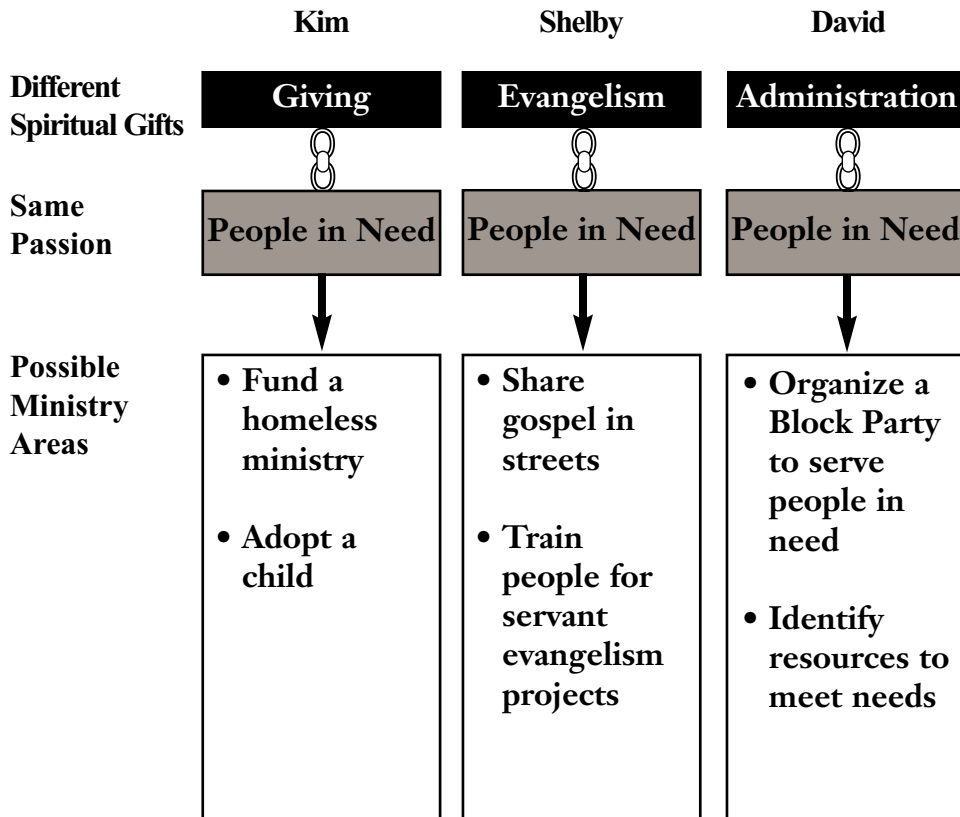 Kim
Shelby
David
Different
Spiritual Gifts
Giving
Evangelism
Administration
Same
Passion
People in Need
People in Need
People in Need
Possible
Ministry
Areas
• Fund a
homeless
ministry
• Adopt a
child
• Share
gospel in
streets
• Train
people for
servant
evangelism
projects
• Organize a
Block Party
to serve
people in
need
• Identify
resources to
meet needs